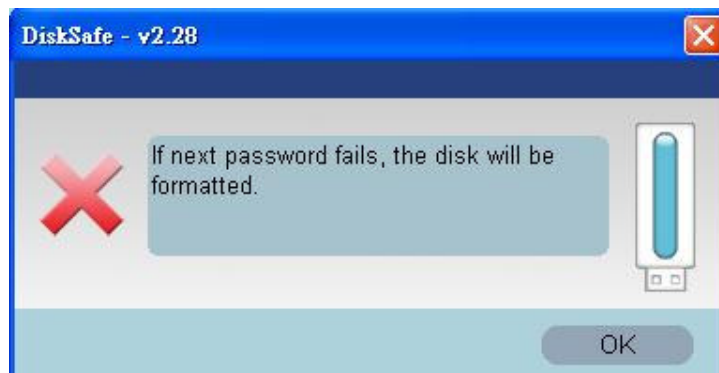 DiskSafe - v2.28
If next password fails, the disk will be
formatted.
OK